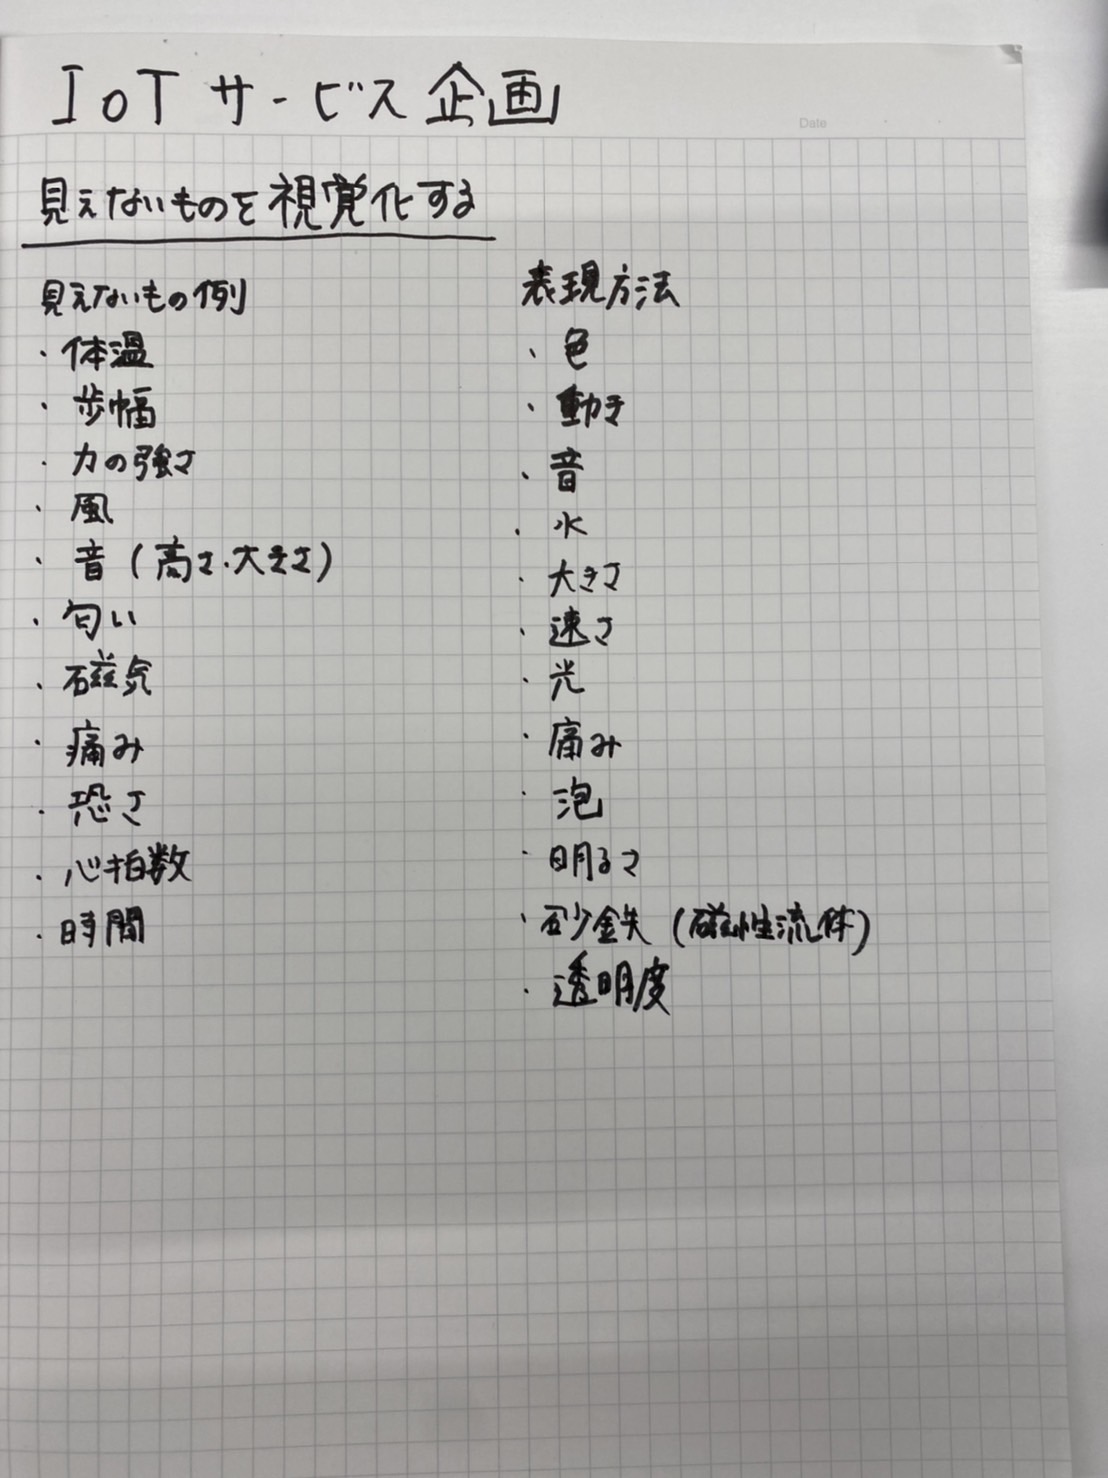 IoT サービス 企画
Date
見えないものを視覚化する
見えないもの例
・体温
・歩幅
・力の強さ
・風
・音(高さ・大きさ)
・匂い
・磁気
・痛み
・恐さ
・心拍数
・時間
表現方法
・色
・動き
・音
・水
・大きさ
・速さ
・光
・痛み
・泡
・明るさ
・砂鉄(磁性流体)
・透明度